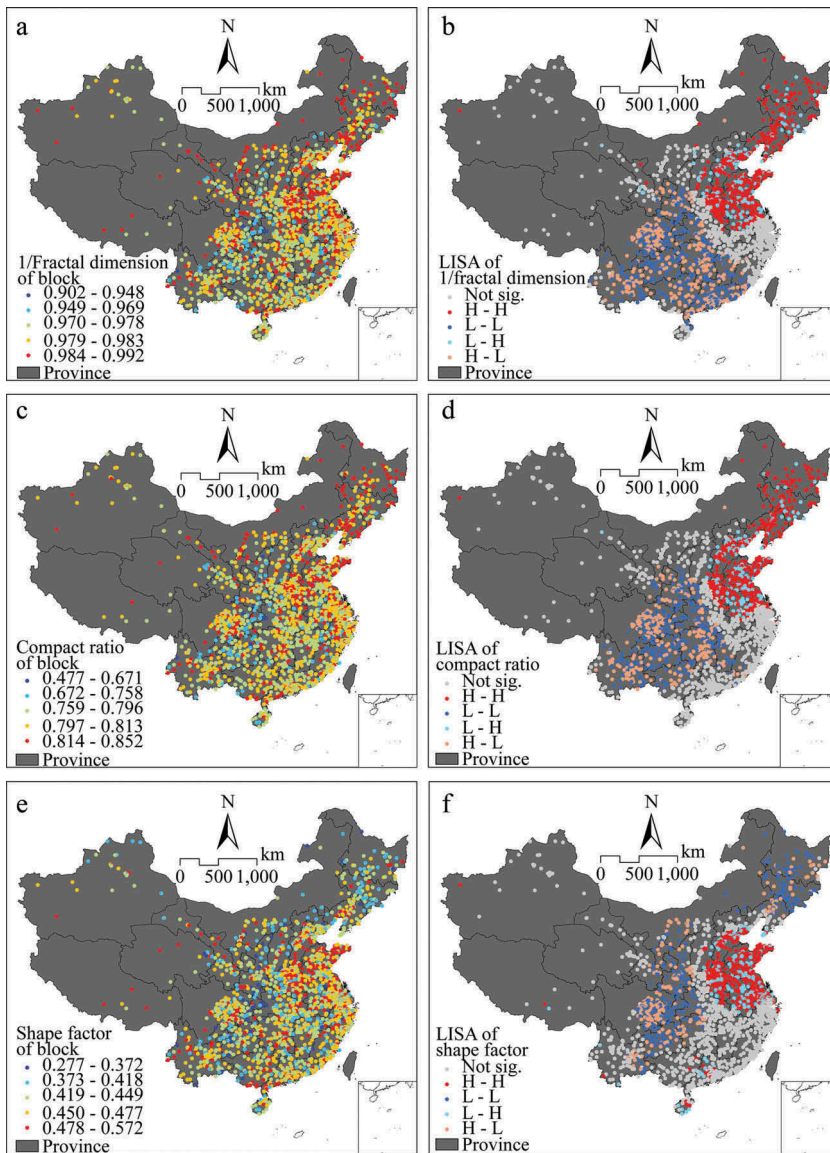 a
N
km
0 500 1,000
1/Fractal dimension
of block
0.902 - 0.948
0.949 - 0.969
0.970 - 0.978
0.979 - 0.983
0.984 - 0.992
Province
b
N
km
0 500 1,000
LISA of
1/fractal dimension
Not sig.
H - H
L - L
L - H
H - L
Province
c
N
km
0 500 1,000
Compact ratio
of block
0.477 - 0.671
0.672 - 0.758
0.759 - 0.796
0.797 - 0.813
0.814 - 0.852
Province
d
N
km
0 500 1,000
LISA of
compact ratio
Not sig.
H - H
L - L
L - H
H - L
Province
e
N
km
0 500 1,000
Shape factor
of block
0.277 - 0.372
0.373 - 0.418
0.419 - 0.449
0.450 - 0.477
0.478 - 0.572
Province
f
N
km
0 500 1,000
LISA of
shape factor
Not sig.
H - H
L - L
L - H
H - L
Province